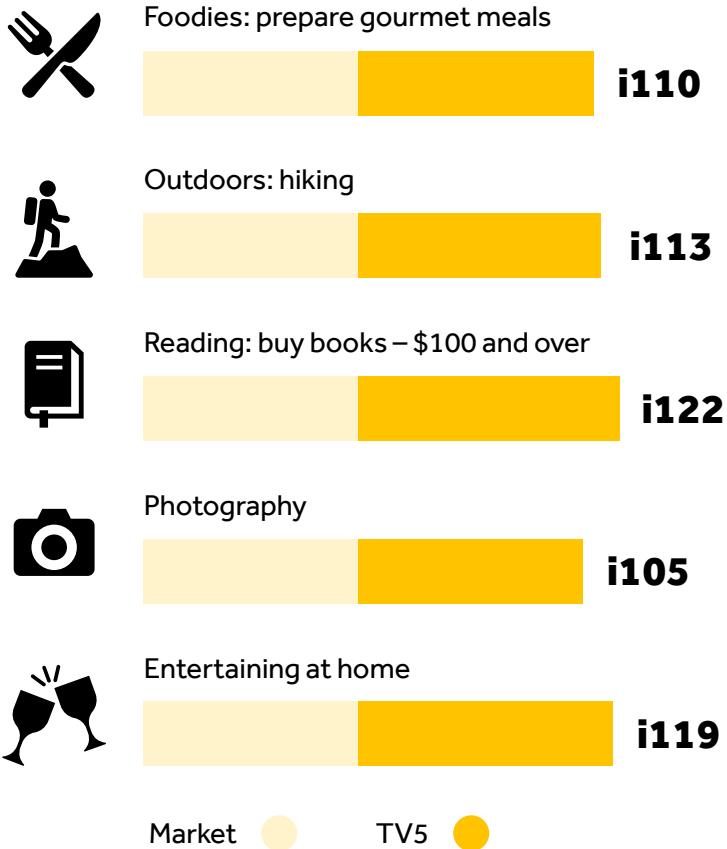 Foodies: prepare gourmet meals
i110
Outdoors: hiking
i113
Reading: buy books – $100 and over
i122
Photography
i105
Entertaining at home
i119
Market TV5